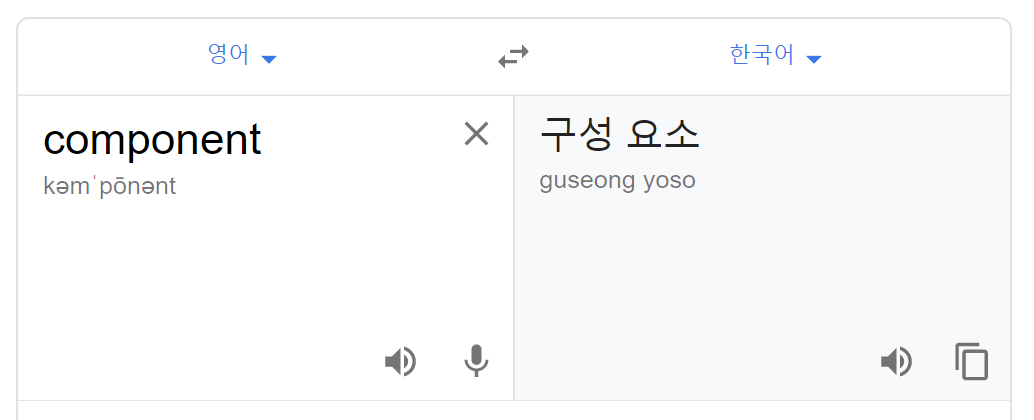 영어
한국어
component
kəmˈpōnənt
구성 요소
guseong yoso